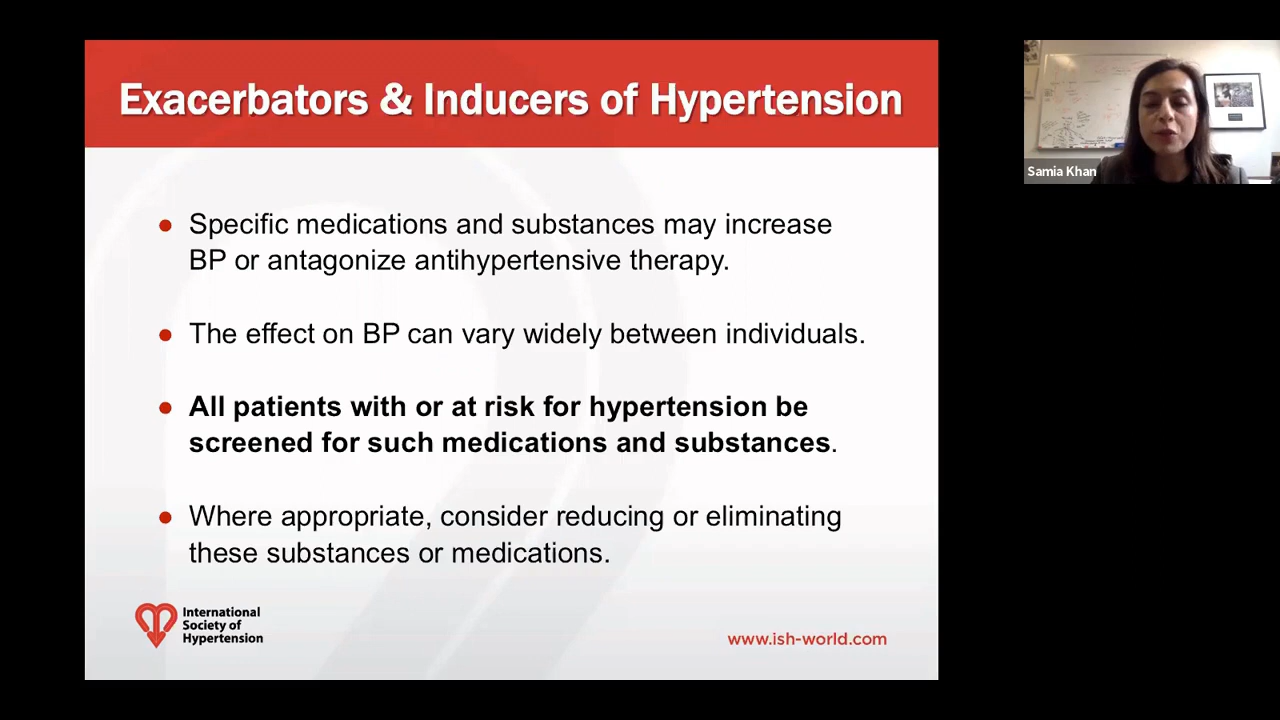 Exacerbators & Inducers of Hypertension
Samia Khan
● Specific medications and substances may increase
BP or antagonize antihypertensive therapy.
● The effect on BP can vary widely between individuals.
● All patients with or at risk for hypertension be
screened for such medications and substances.
● Where appropriate, consider reducing or eliminating
these substances or medications.
International
Society of
Hypertension
www.ish-world.com